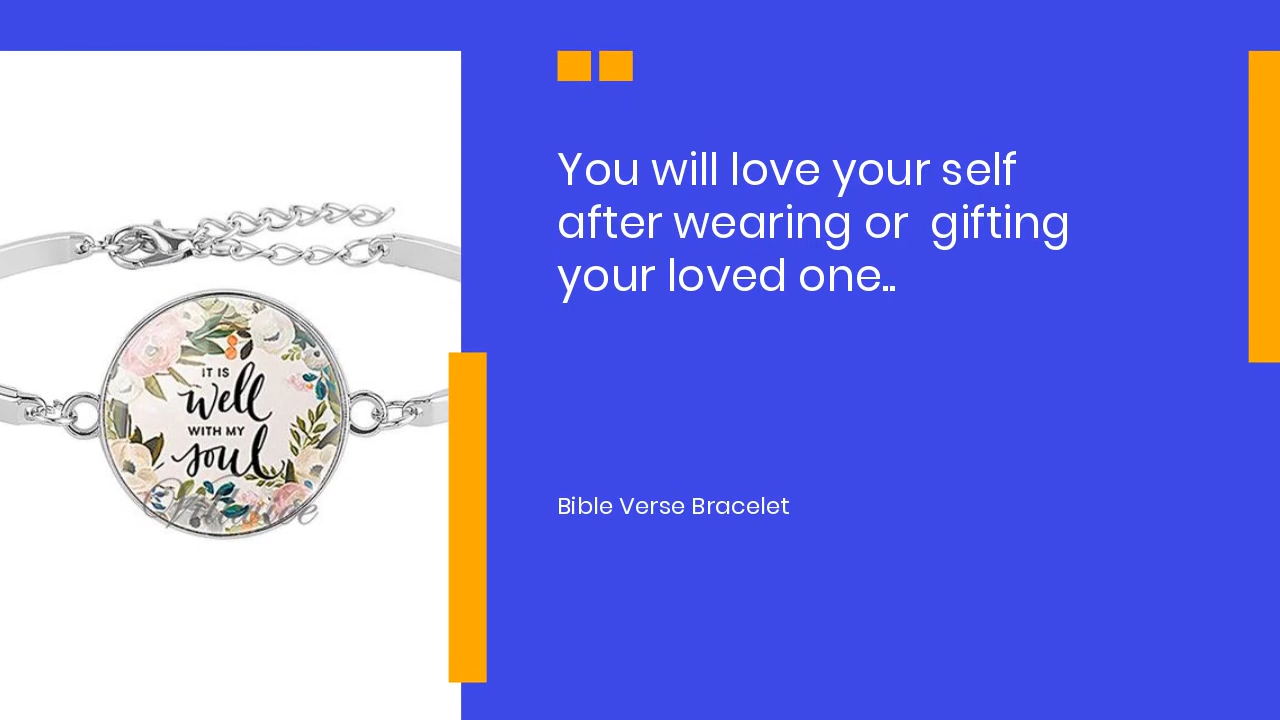 IT IS
well
WITH MY
soul
You will love your self
after wearing or  gifting
your loved one..
Bible Verse Bracelet